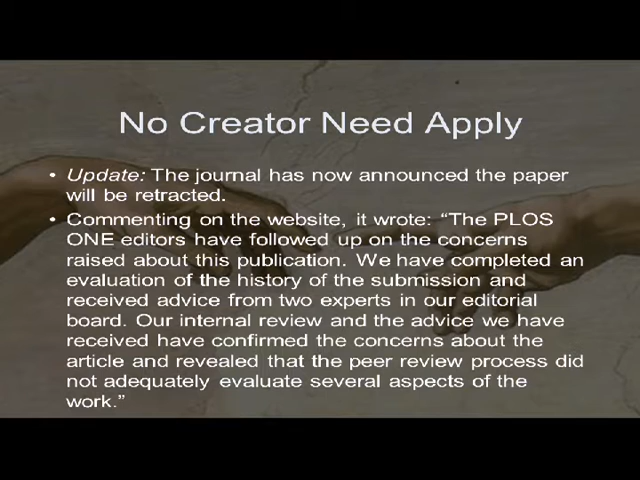 No Creator Need Apply
• Update: The journal has now announced the paper
will be retracted.
• Commenting on the website, it wrote: “The PLOS
ONE editors have followed up on the concerns
raised about this publication. We have completed an
evaluation of the history of the submission and
received advice from two experts in our editorial
board. Our internal review and the advice we have
received have confirmed the concerns about the
article and revealed that the peer review process did
not adequately evaluate several aspects of the
work.”